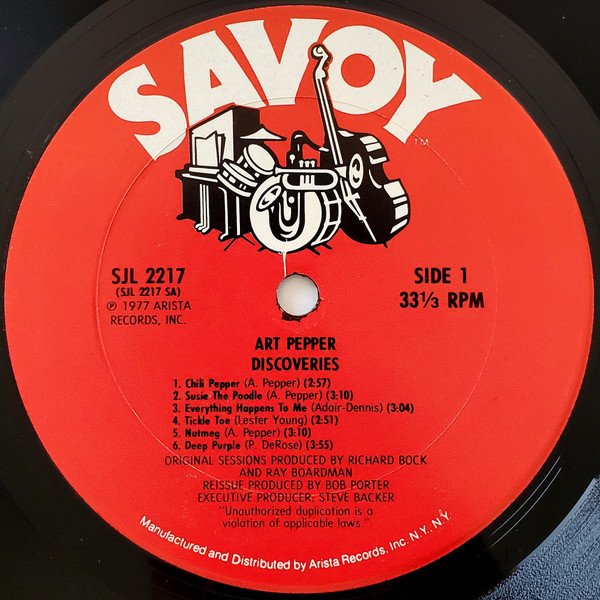 SAVOY™
SJL 2217
(SJL 2217 SA)
℗ 1977 ARISTA
RECORDS, INC.
SIDE 1
33⅓ RPM
ART PEPPER
DISCOVERIES
1. Chili Pepper (A. Pepper) (2:57)
2. Susie The Poodle (A. Pepper) (3:10)
3. Everything Happens To Me (Adair-Dennis) (3:04)
4. Tickle Toe (Lester Young) (2:51)
5. Nutmeg (A. Pepper) (3:10)
6. Deep Purple (P. DeRose) (3:55)
ORIGINAL SESSIONS PRODUCED BY RICHARD BOCK
AND RAY BOARDMAN
REISSUE PRODUCED BY BOB PORTER
EXECUTIVE PRODUCER: STEVE BACKER
"Unauthorized duplication is a
violation of applicable laws."
Manufactured and Distributed by Arista Records, Inc. N.Y., N.Y.